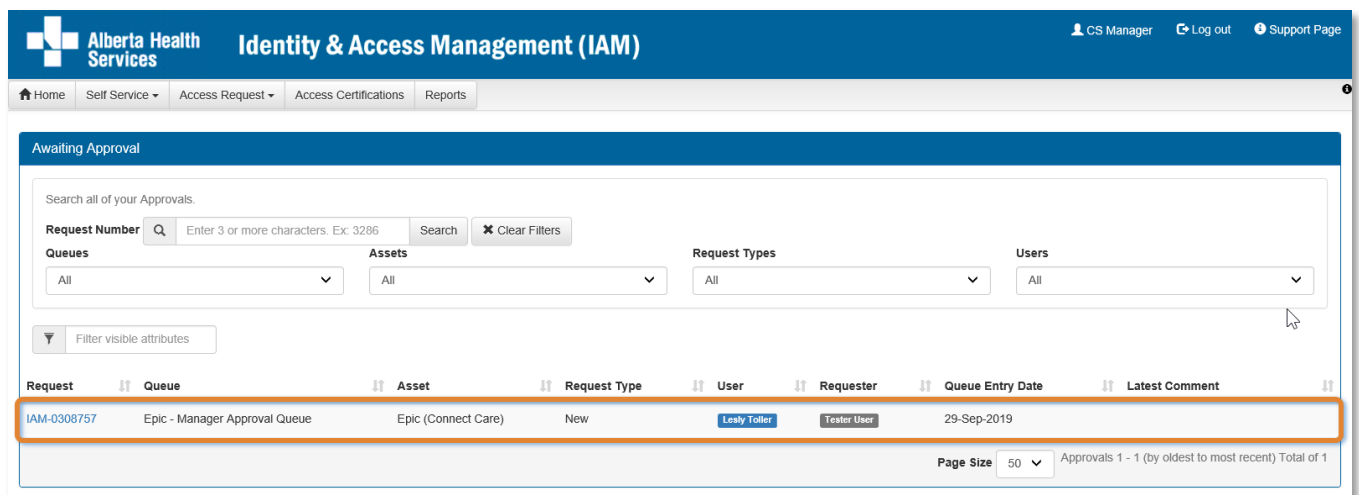 Alberta Health Services
Identity & Access Management (IAM)
CS Manager Log out Support Page
Home Self Service Access Request Access Certifications Reports
Awaiting Approval
Search all of your Approvals.
Request Number Enter 3 or more characters. Ex: 3286 Search Clear Filters
Queues Assets Request Types Users
All All All All
Filter visible attributes
Request Queue Asset Request Type User Requester Queue Entry Date Latest Comment
IAM-0308757 Epic - Manager Approval Queue Epic (Connect Care) New Lesly Toller Tester User 29-Sep-2019
Page Size 50 Approvals 1 - 1 (by oldest to most recent) Total of 1